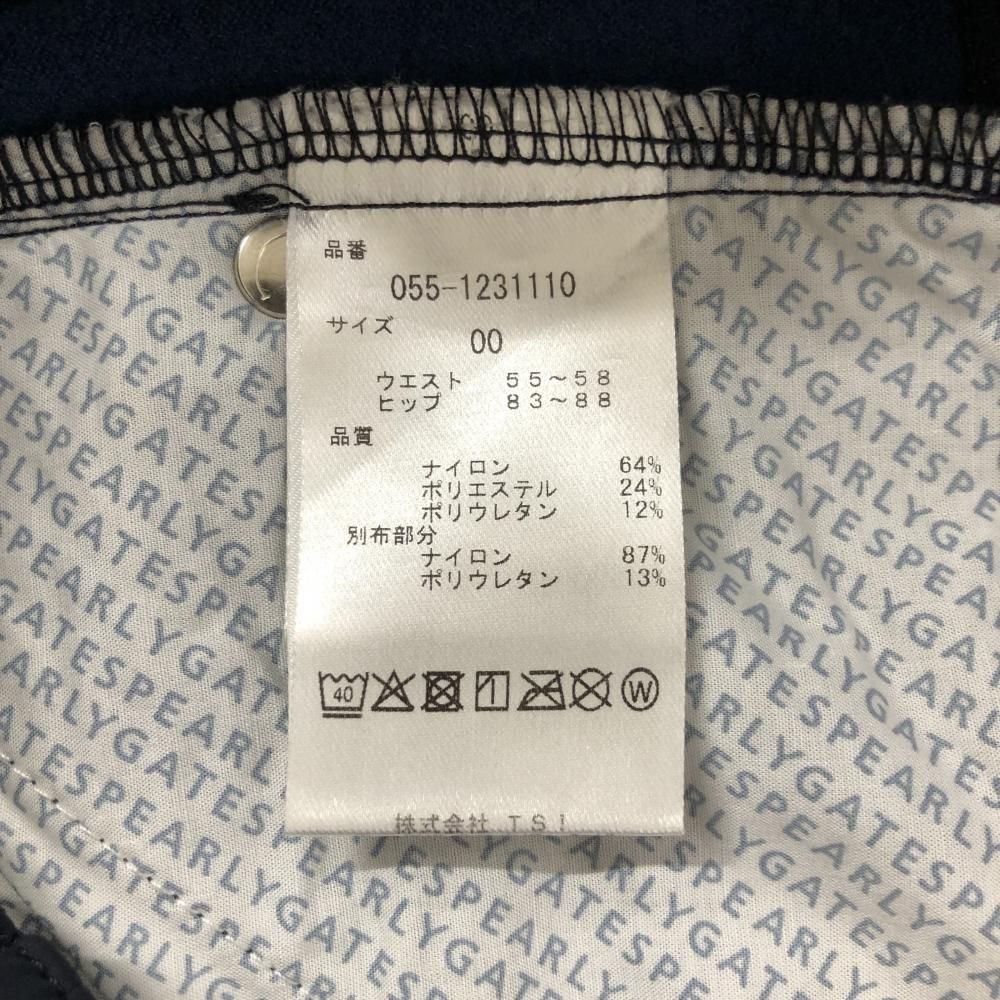 品番
055-1231110
サイズ
00
ウエスト 55～58
ヒップ 83～88
品質
ナイロン 64%
ポリエステル 24%
ポリウレタン 12%
別布部分
ナイロン 87%
ポリウレタン 13%
40
W
株式会社 TSI
PEARLYGATES